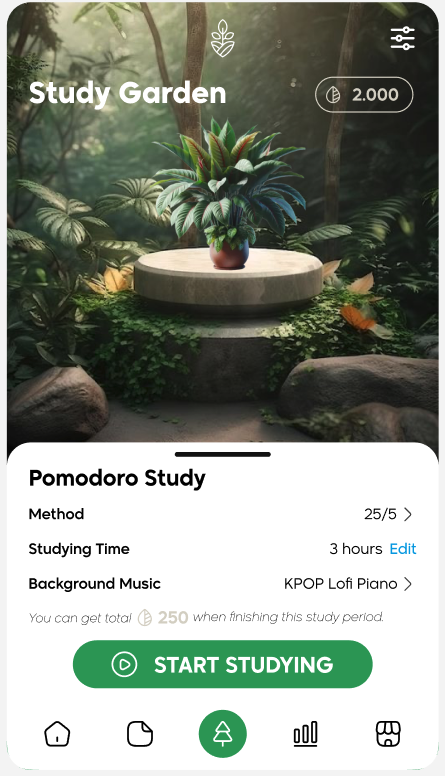 Study Garden
2.000
Pomodoro Study
Method 25/5
Studying Time 3 hours Edit
Background Music KPOP Lofi Piano
You can get total 250 when finishing this study period.
START STUDYING